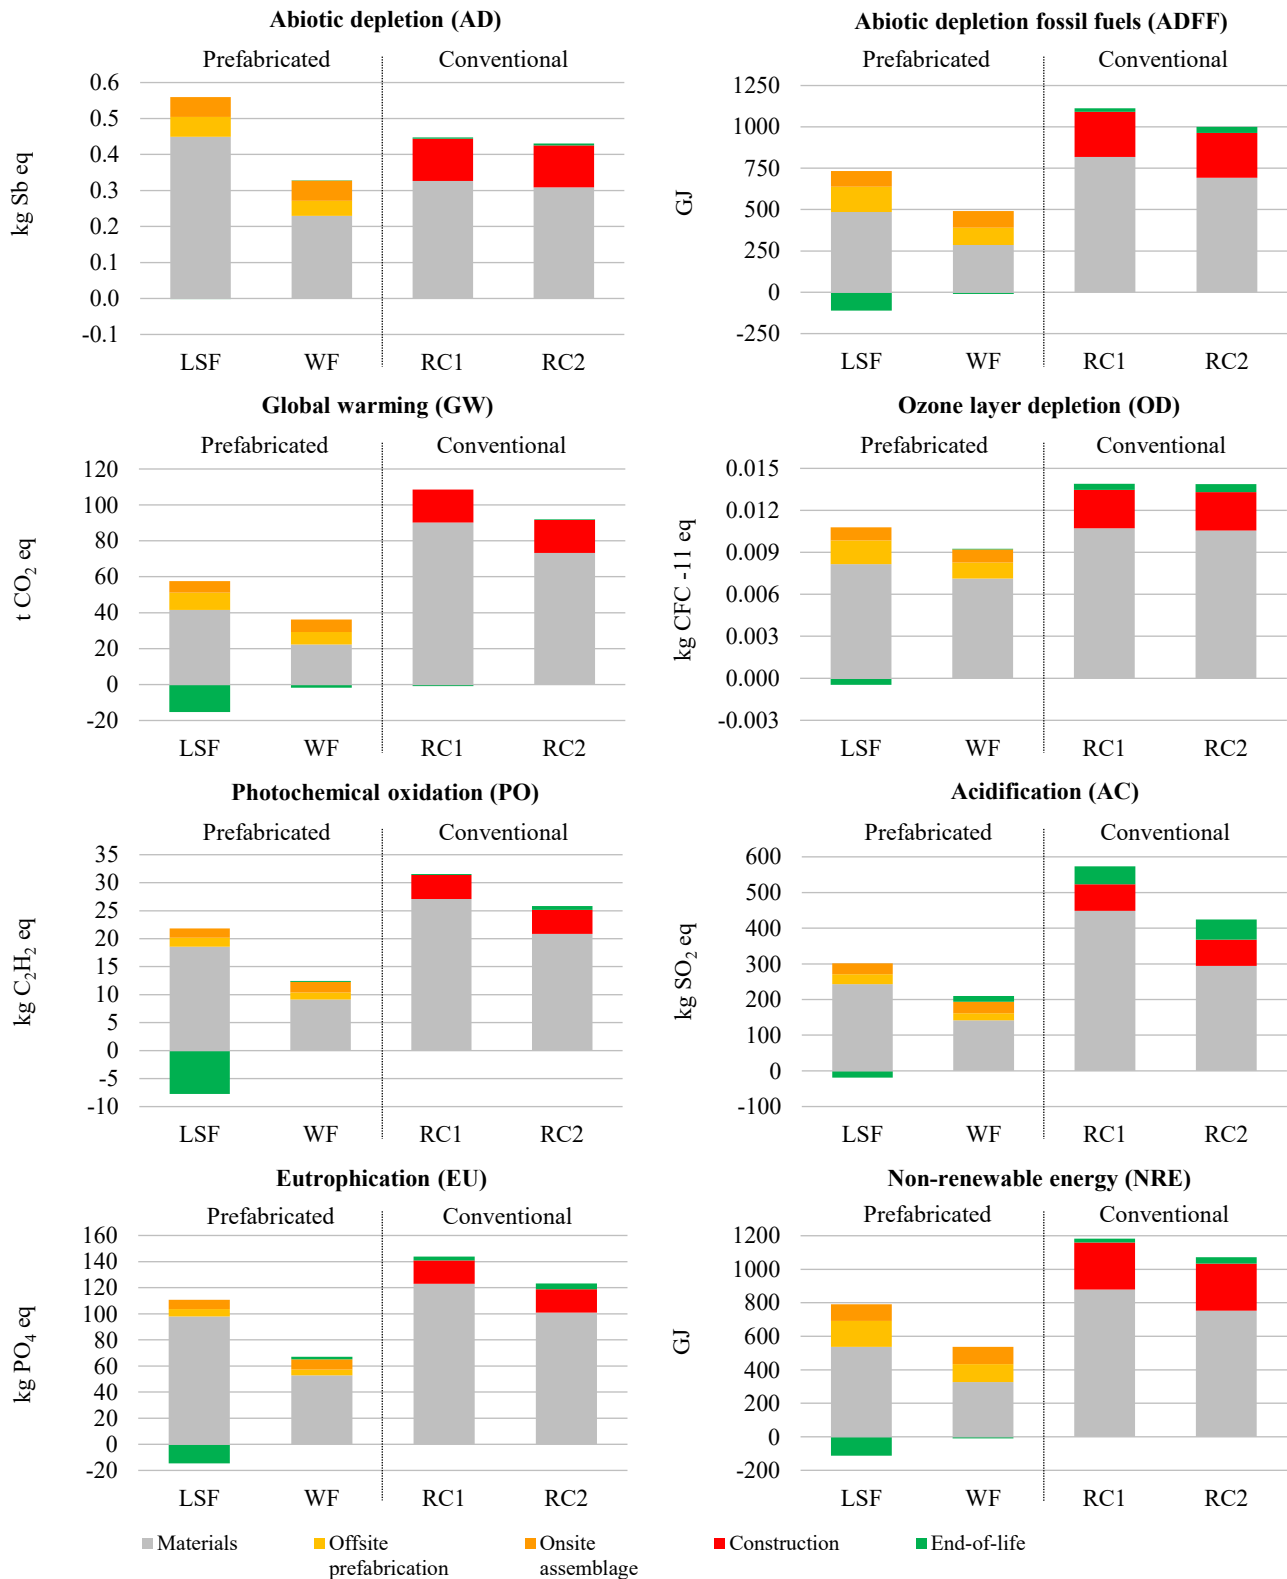 Abiotic depletion (AD)
Prefabricated Conventional
kg Sb eq
0.6
0.5
0.4
0.3
0.2
0.1
0.0
-0.1
LSF WF RC1 RC2
Abiotic depletion fossil fuels (ADFF)
Prefabricated Conventional
GJ
1250
1000
750
500
250
0
-250
LSF WF RC1 RC2
Global warming (GW)
Prefabricated Conventional
t CO₂ eq
120
100
80
60
40
20
0
-20
LSF WF RC1 RC2
Ozone layer depletion (OD)
Prefabricated Conventional
kg CFC -11 eq
0.015
0.012
0.009
0.006
0.003
0.000
-0.003
LSF WF RC1 RC2
Photochemical oxidation (PO)
Prefabricated Conventional
kg C₂H₂ eq
35
30
25
20
15
10
5
0
-5
-10
LSF WF RC1 RC2
Acidification (AC)
Prefabricated Conventional
kg SO₂ eq
600
500
400
300
200
100
0
-100
LSF WF RC1 RC2
Eutrophication (EU)
Prefabricated Conventional
kg PO₄ eq
160
140
120
100
80
60
40
20
0
-20
LSF WF RC1 RC2
Non-renewable energy (NRE)
Prefabricated Conventional
GJ
1200
1000
800
600
400
200
0
-200
LSF WF RC1 RC2
Materials
Offsite
prefabrication
Onsite
assemblage
Construction
End-of-life